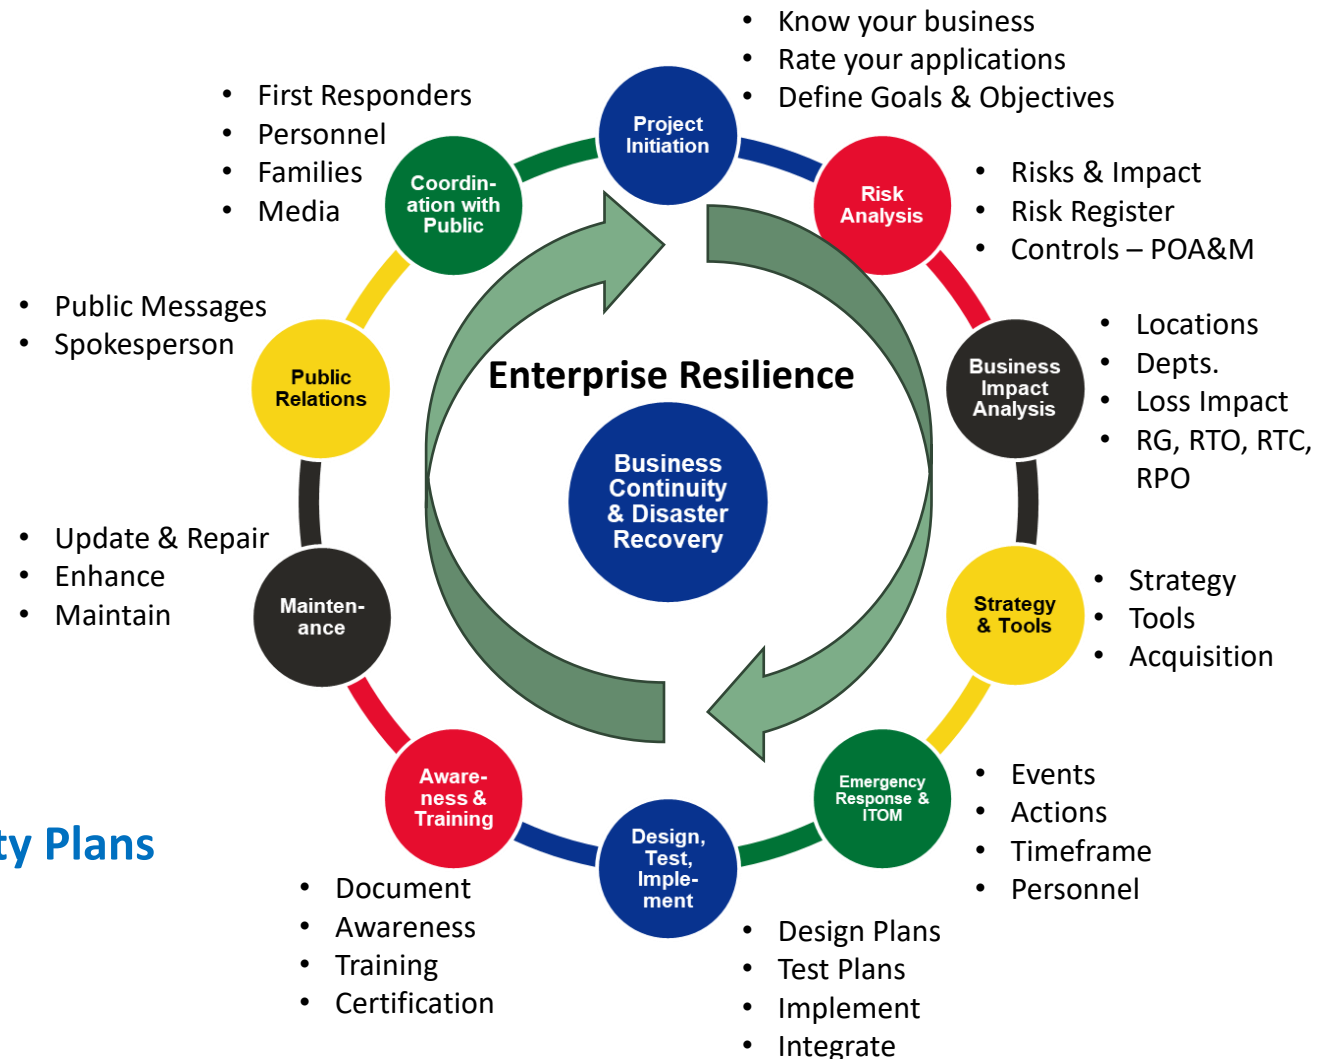 • Know your business
• Rate your applications
• Define Goals & Objectives
Project
Initiation
• First Responders
• Personnel
• Families
• Media
Coordin-
ation with
Public
Risk
Analysis
• Risks & Impact
• Risk Register
• Controls – POA&M
• Public Messages
• Spokesperson
Public
Relations
Enterprise Resilience
Business
Continuity
& Disaster
Recovery
Business
Impact
Analysis
• Locations
• Depts.
• Loss Impact
• RG, RTO, RTC,
RPO
• Update & Repair
• Enhance
• Maintain
Mainten-
ance
Strategy
& Tools
• Strategy
• Tools
• Acquisition
Aware-
ness &
Training
Design,
Test,
Imple-
ment
Emergency
Response &
ITOM
• Events
• Actions
• Timeframe
• Personnel
ty Plans
• Document
• Awareness
• Training
• Certification
• Design Plans
• Test Plans
• Implement
• Integrate